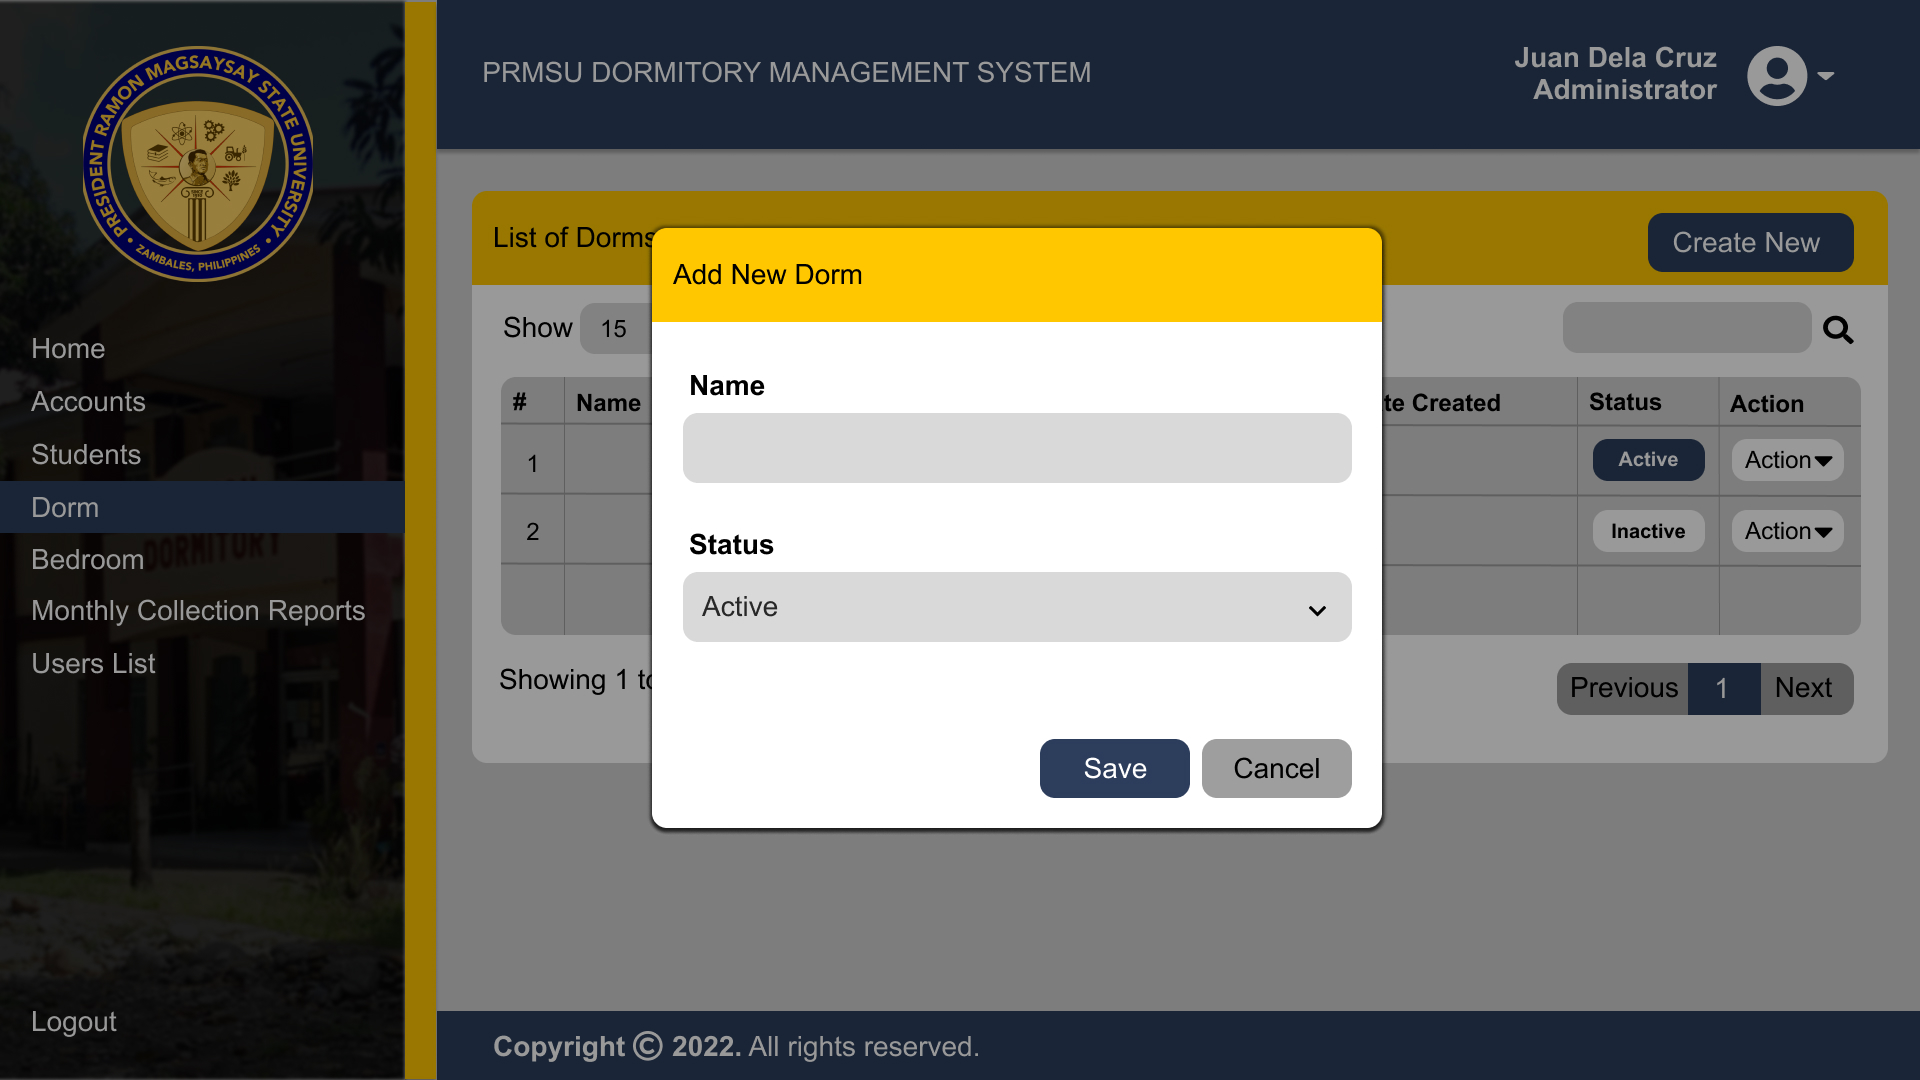 PRESIDENT RAMON MAGSAYSAY STATE UNIVERSITY
ZAMBALES, PHILIPPINES
Home
Accounts
Students
Dorm
Bedroom
DORMITORY
Monthly Collection Reports
Users List
Logout
PRMSU DORMITORY MANAGEMENT SYSTEM
Juan Dela Cruz
Administrator
List of Dorms
Create New
Show 15
# Name te Created Status Action
1 Active Action
2 Inactive Action
Showing 1 to
Previous 1 Next
Add New Dorm
Name
Status
Active
Save Cancel
Copyright © 2022. All rights reserved.